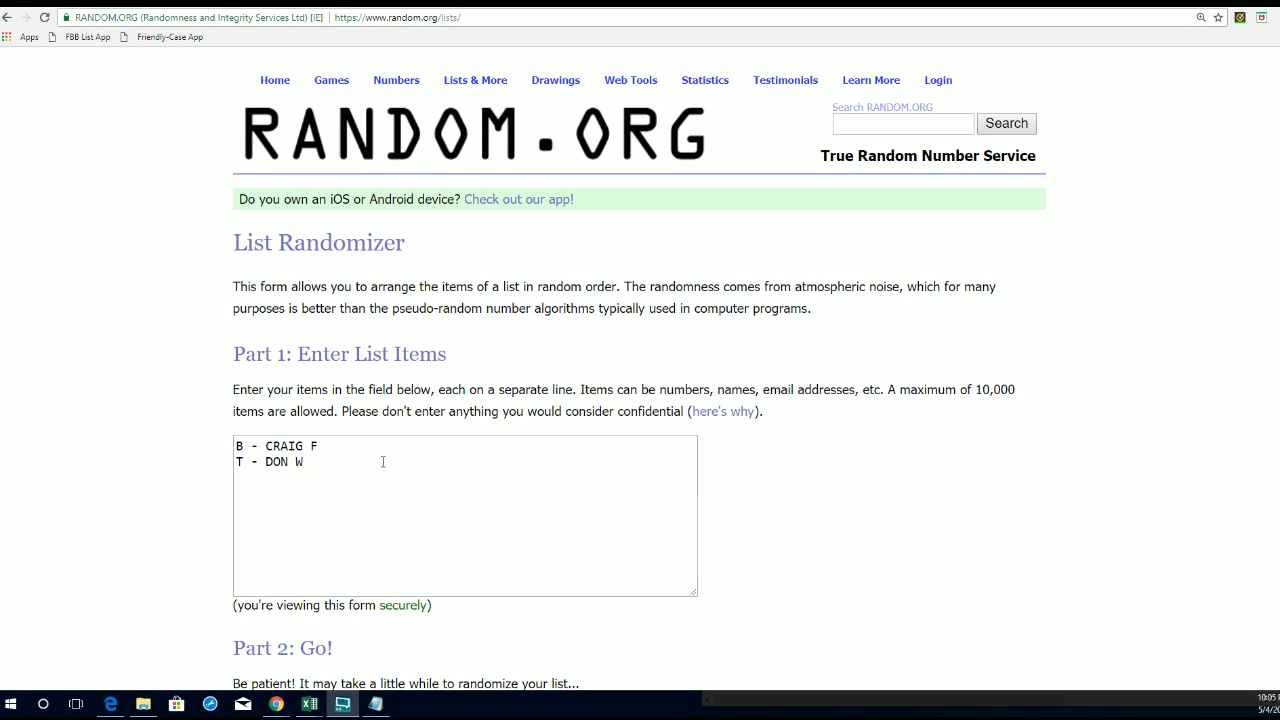 RANDOM.ORG (Randomness and Integrity Services Ltd) [IE] | https://www.random.org/lists/
Apps FBB List App Friendly-Case App
Home Games Numbers Lists & More Drawings Web Tools Statistics Testimonials Learn More Login
RANDOM.ORG
Search RANDOM.ORG
Search
True Random Number Service
Do you own an iOS or Android device? Check out our app!
List Randomizer
This form allows you to arrange the items of a list in random order. The randomness comes from atmospheric noise, which for many
purposes is better than the pseudo-random number algorithms typically used in computer programs.
Part 1: Enter List Items
Enter your items in the field below, each on a separate line. Items can be numbers, names, email addresses, etc. A maximum of 10,000
items are allowed. Please don't enter anything you would consider confidential (here's why).
B - CRAIG F
T - DON W
(you're viewing this form securely)
Part 2: Go!
Be patient! It may take a little while to randomize your list...
10:05
5/4/20